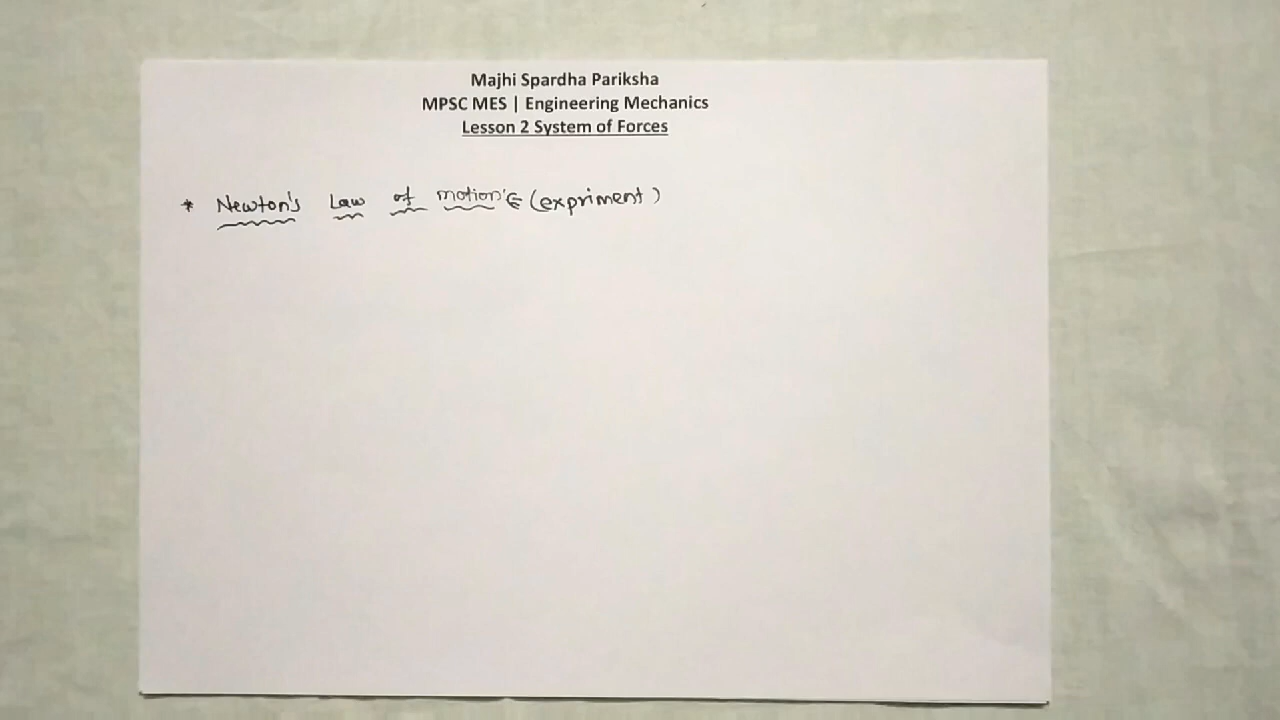 Majhi Spardha Pariksha
MPSC MES | Engineering Mechanics
Lesson 2 System of Forces
* Newton's Law of motion's (expriment)